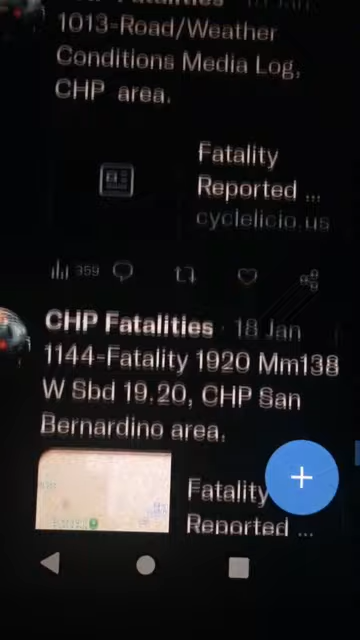 1013-Road/Weather
Conditions Media Log,
CHP area.
Fatality
Reported ...
cyclelicio.us
359
CHP Fatalities · 18 Jan
1144-Fatality 1920 Mm138
W Sbd 19.20, CHP San
Bernardino area.
Fatality
Reported ...